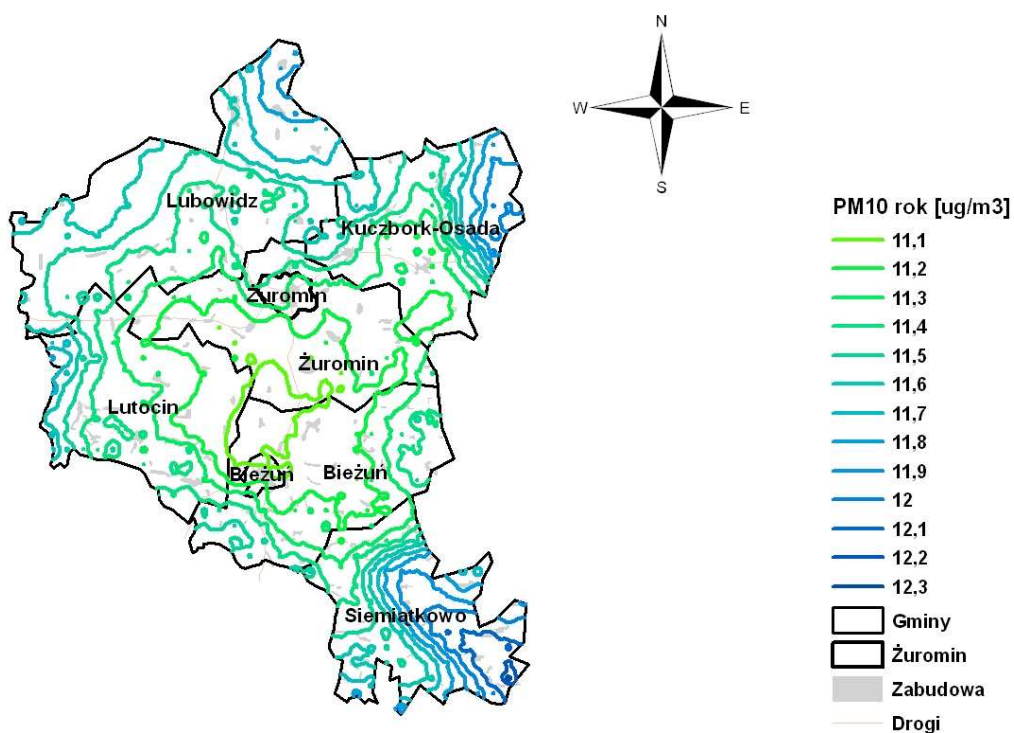 N
W
E
S
Lubowidz
Kuczbork-Osada
Żuromin
Żuromin
Lutocin
Bieżuń
Bieżuń
Siemiątkowo
PM10 rok [ug/m3]
11,1
11,2
11,3
11,4
11,5
11,6
11,7
11,8
11,9
12
12,1
12,2
12,3
Gminy
Żuromin
Zabudowa
Drogi